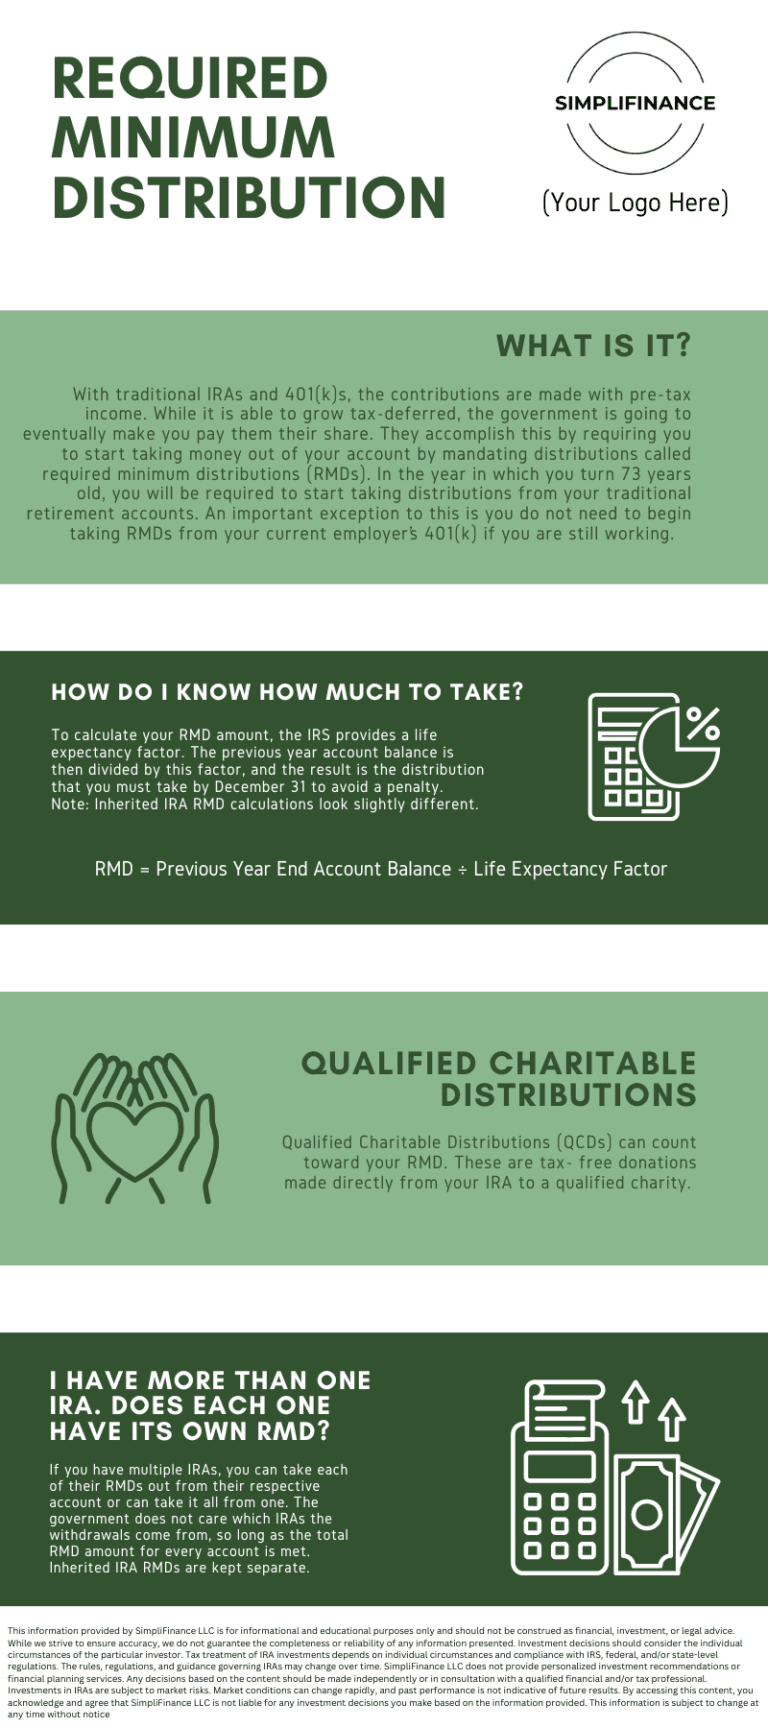 REQUIRED
MINIMUM
DISTRIBUTION
SIMPLIFINANCE
(Your Logo Here)
WHAT IS IT?
With traditional IRAs and 401(k)s, the contributions are made with pre-tax
income. While it is able to grow tax-deferred, the government is going to
eventually make you pay them their share. They accomplish this by requiring you
to start taking money out of your account by mandating distributions called
required minimum distributions (RMDs). In the year in which you turn 73 years
old, you will be required to start taking distributions from your traditional
retirement accounts. An important exception to this is you do not need to begin
taking RMDs from your current employer's 401(k) if you are still working.
HOW DO I KNOW HOW MUCH TO TAKE?
To calculate your RMD amount, the IRS provides a life
expectancy factor. The previous year account balance is
then divided by this factor, and the result is the distribution
that you must take by December 31 to avoid a penalty.
Note: Inherited IRA RMD calculations look slightly different.
%
RMD = Previous Year End Account Balance ÷ Life Expectancy Factor
QUALIFIED CHARITABLE
DISTRIBUTIONS
Qualified Charitable Distributions (QCDs) can count
toward your RMD. These are tax- free donations
made directly from your IRA to a qualified charity.
I HAVE MORE THAN ONE
IRA. DOES EACH ONE
HAVE ITS OWN RMD?
If you have multiple IRAs, you can take each
of their RMDs out from their respective
account or can take it all from one. The
government does not care which IRAs the
withdrawals come from, so long as the total
RMD amount for every account is met.
Inherited IRA RMDs are kept separate.
This information provided by SimpliFinance LLC is for informational and educational purposes only and should not be construed as financial, investment, or legal advice.
While we strive to ensure accuracy, we do not guarantee the completeness or reliability of any information presented. Investment decisions should consider the individual
circumstances of the particular investor. Tax treatment of IRA investments depends on individual circumstances and compliance with IRS, federal, and/or state-level
regulations. The rules, regulations, and guidance governing IRAs may change over time. SimpliFinance LLC does not provide personalized investment recommendations or
financial planning services. Any decisions based on the content should be made independently or in consultation with a qualified financial and/or tax professional.
Investments in IRAs are subject to market risks. Market conditions can change rapidly, and past performance is not indicative of future results. By accessing this content, you
acknowledge and agree that SimpliFinance LLC is not liable for any investment decisions you make based on the information provided. This information is subject to change at
any time without notice